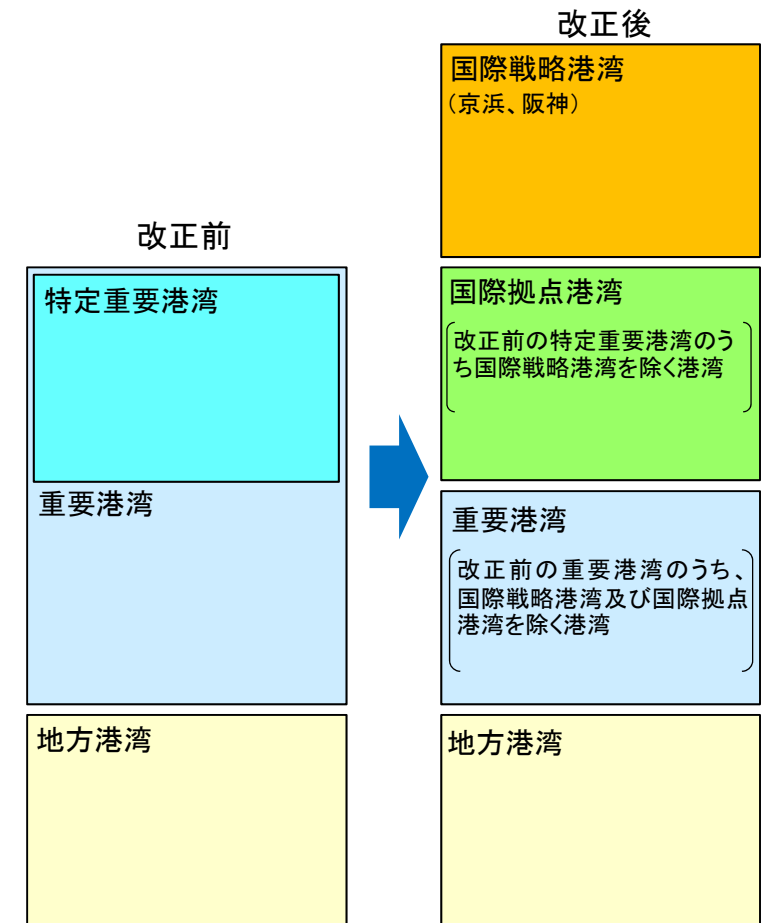 改正前
特定重要港湾
重要港湾
地方港湾
改正後
国際戦略港湾
(京浜、阪神)
国際拠点港湾
改正前の特定重要港湾のう
ち国際戦略港湾を除く港湾
重要港湾
改正前の重要港湾のうち、
国際戦略港湾及び国際拠点
港湾を除く港湾
地方港湾